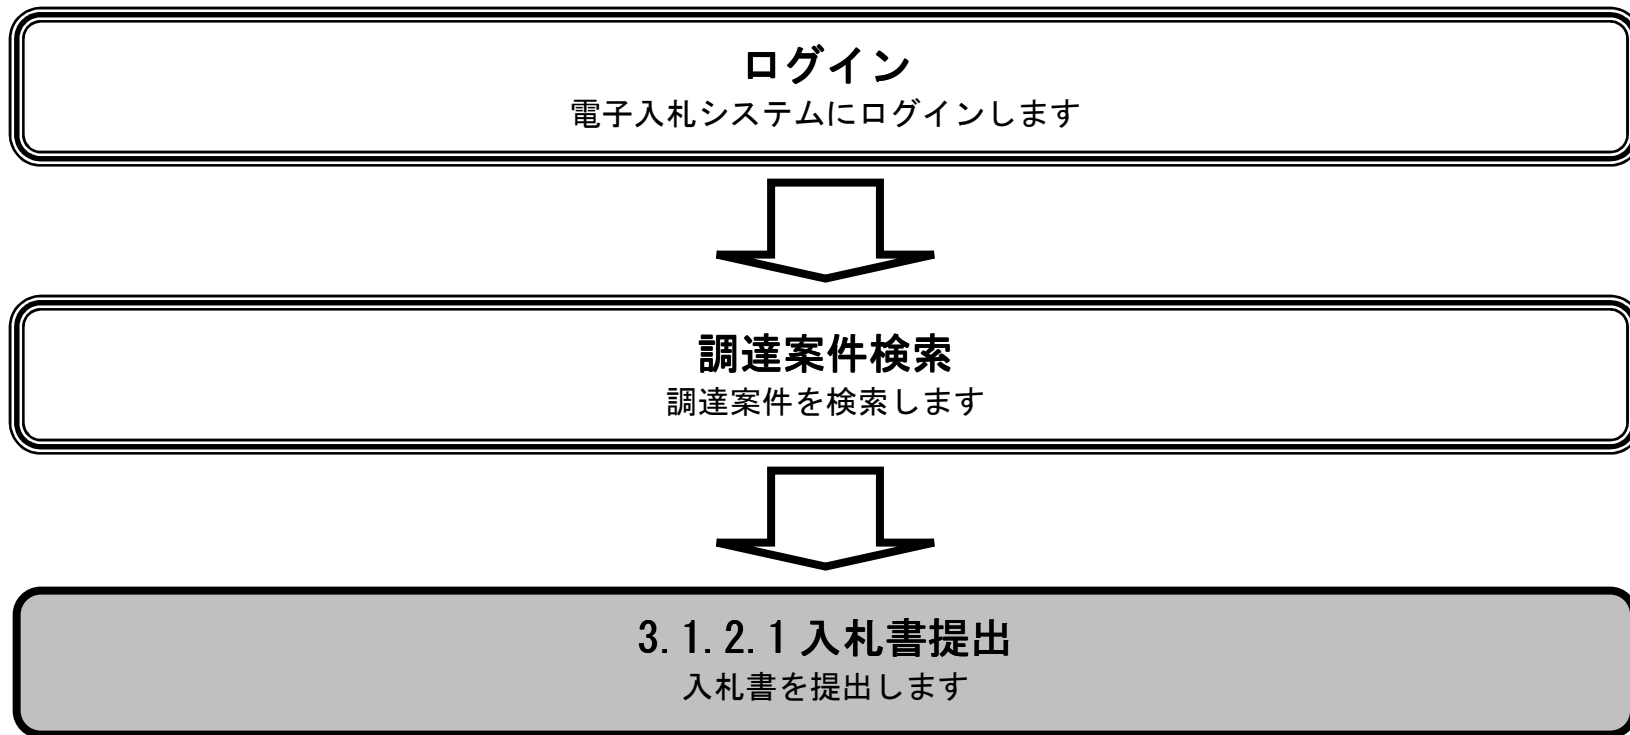 ログイン
電子入札システムにログインします
調達案件検索
調達案件を検索します
3.1.2.1 入札書提出
入札書を提出します